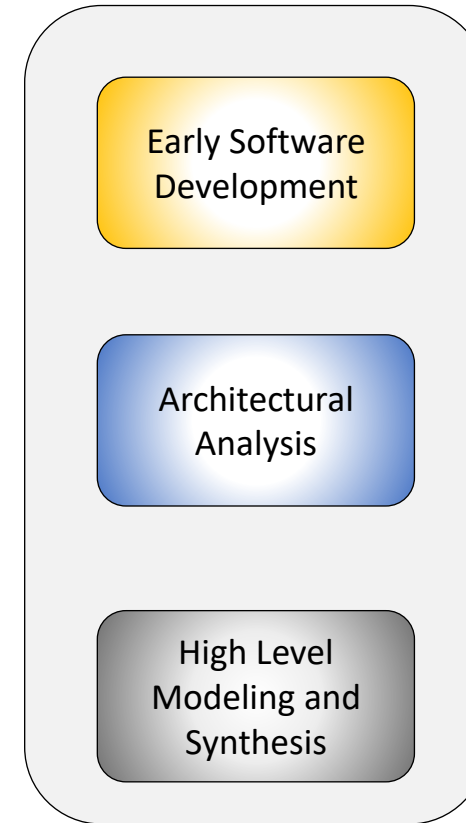 Early Software
Development
Architectural
Analysis
High Level
Modeling and
Synthesis